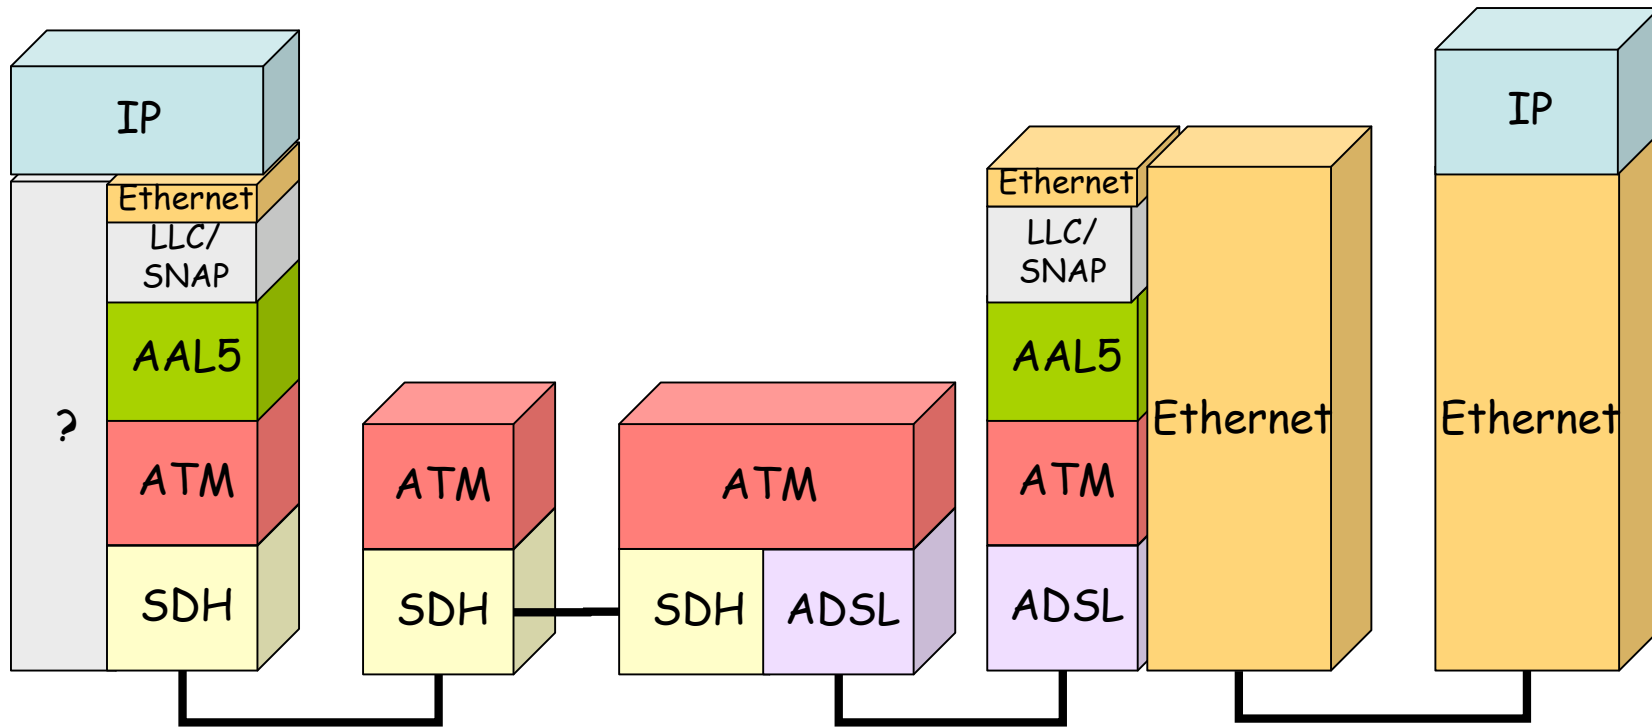 IP
Ethernet
LLC/
SNAP
AAL5
?
ATM
SDH
ATM
SDH
ATM
SDH
ADSL
Ethernet
LLC/
SNAP
AAL5
ATM
ADSL
Ethernet
IP
Ethernet